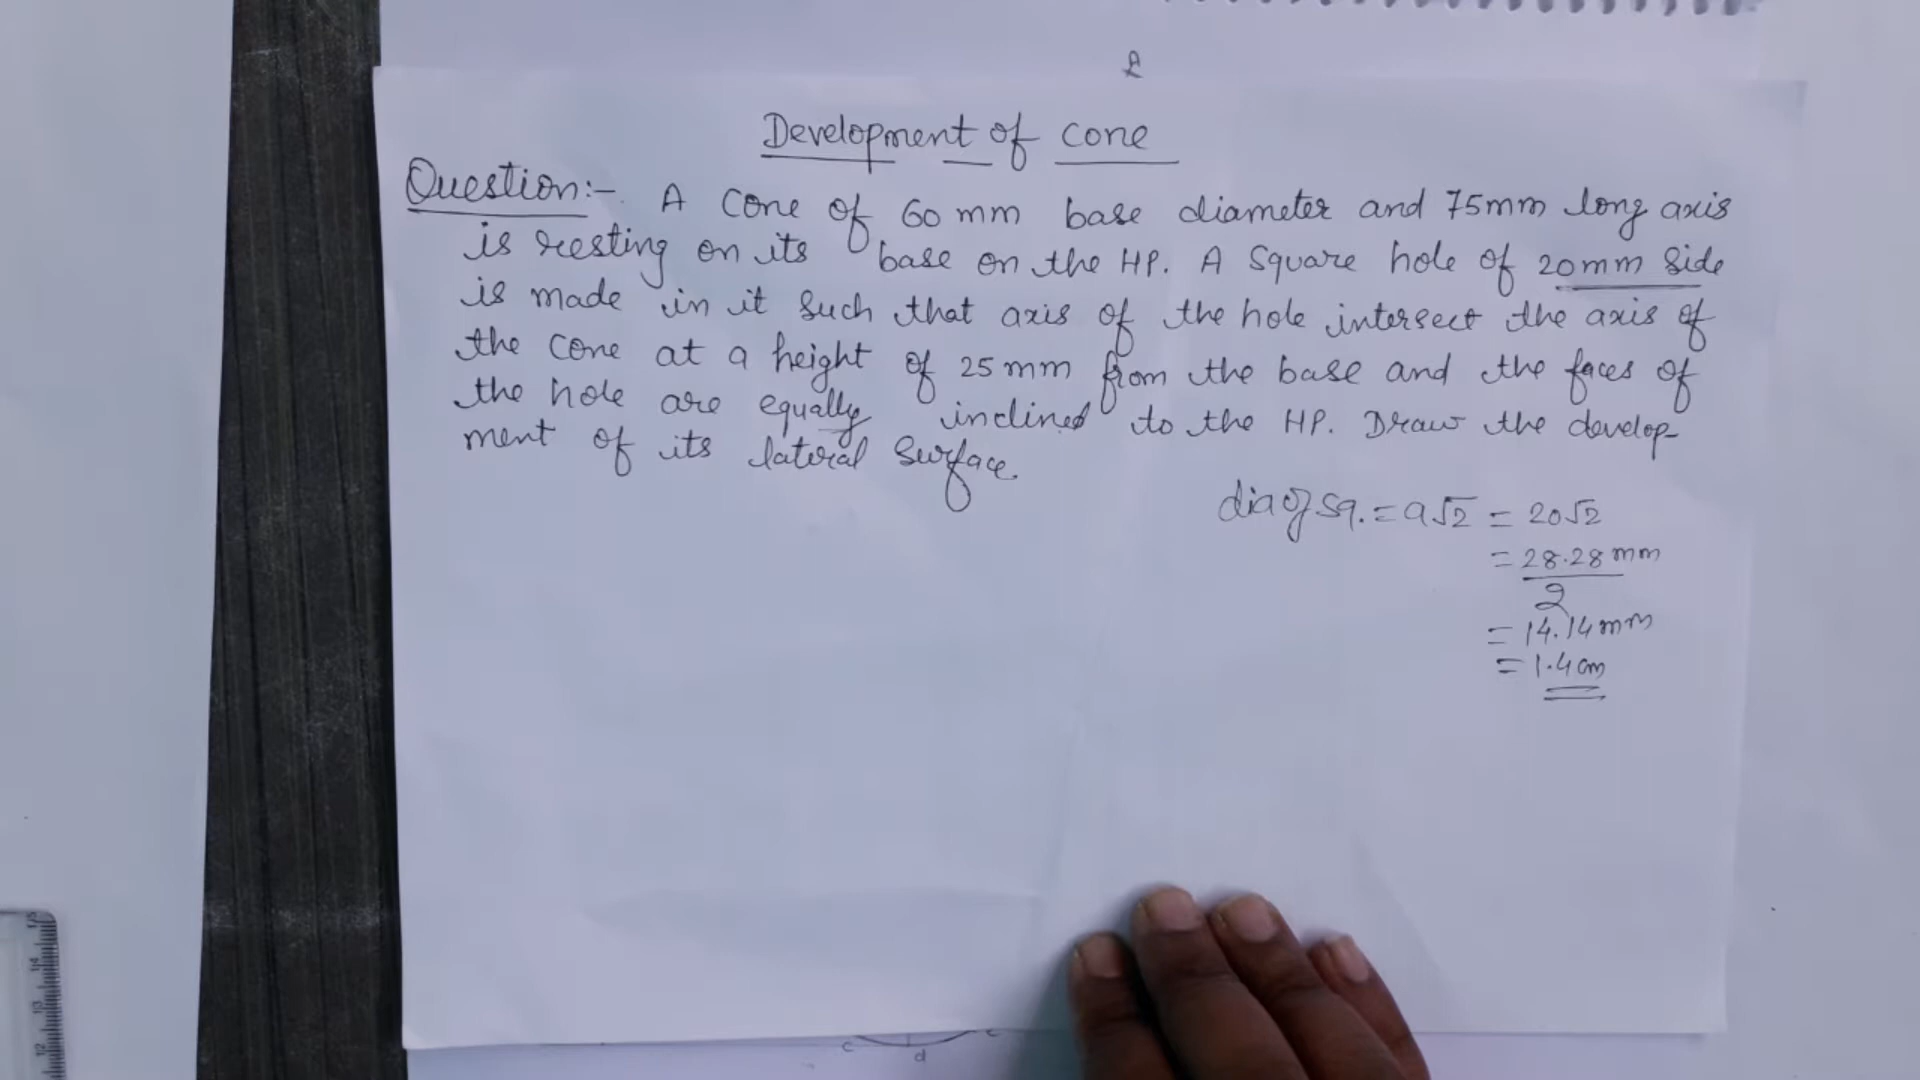 Development of cone
Question:- A cone of 60 mm base diameter and 75mm long axis
is resting on its base on the HP. A Square hole of 20mm Side
is made in it Such that axis of the hole intersect the axis of
the cone at a height of 25 mm from the base and the faces of
the hole are equally inclined to the HP. Draw the develop-
ment of its lateral Surface.
dia of sq. = a√2 = 20√2
= 28.28 mm
2
= 14.14 mm
= 1.4 cm
c d c
15
14
13
12